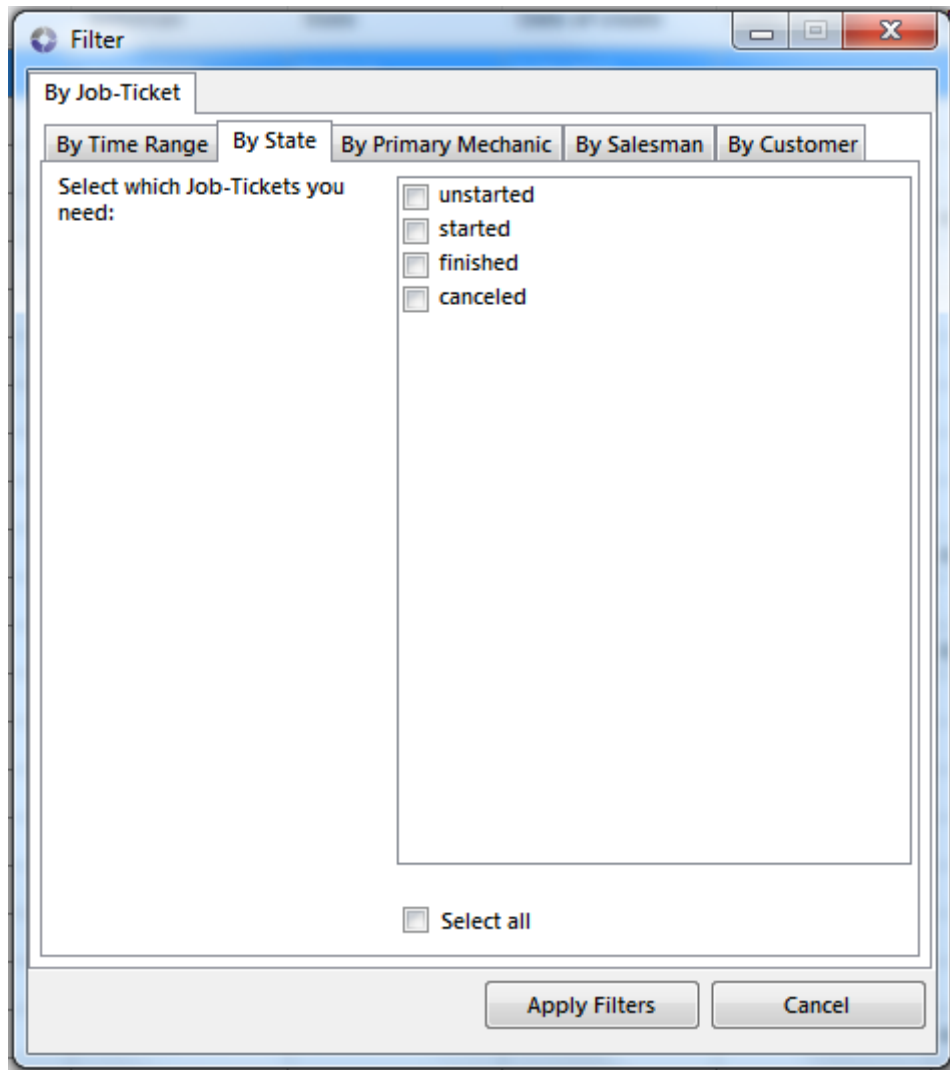 Filter
By Job-Ticket
By Time Range By State By Primary Mechanic By Salesman By Customer
Select which Job-Tickets you
need:
unstarted
started
finished
canceled
Select all
Apply Filters Cancel